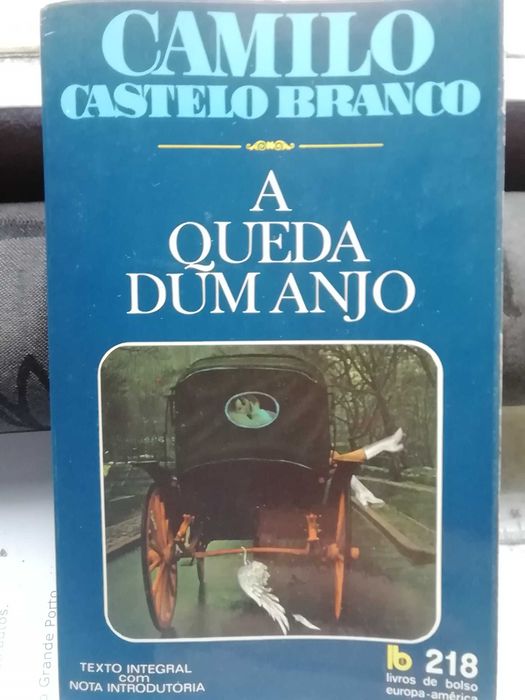 CAMILO
CASTELO BRANCO
A
QUEDA
DUM ANJO
TEXTO INTEGRAL
com
NOTA INTRODUTÓRIA
lb 218
livros de bolso
europa-américa
o Grande Porto